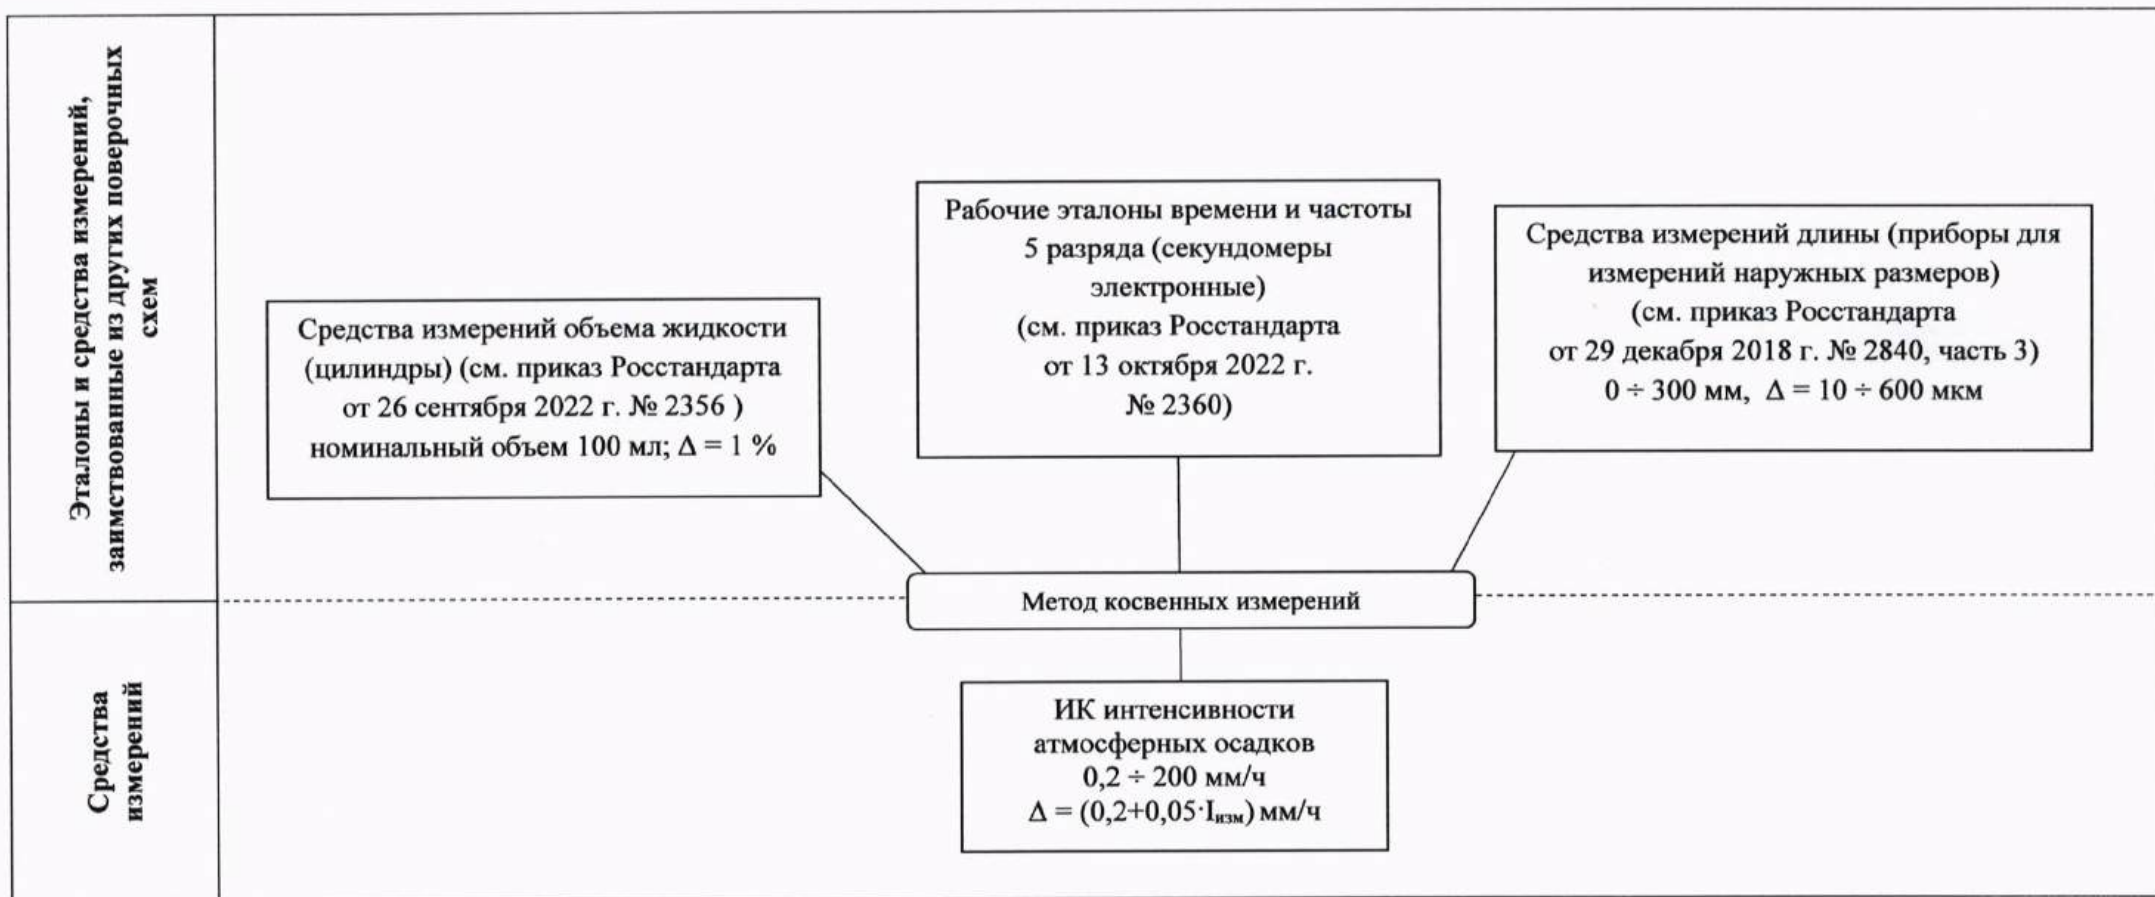 Эталоны и средства измерений,
заимствованные из других поверочных
схем
Средства измерений объема жидкости
(цилиндры) (см. приказ Росстандарта
от 26 сентября 2022 г. № 2356 )
номинальный объем 100 мл; Δ = 1 %
Рабочие эталоны времени и частоты
5 разряда (секундомеры
электронные)
(см. приказ Росстандарта
от 13 октября 2022 г.
№ 2360)
Средства измерений длины (приборы для
измерений наружных размеров)
(см. приказ Росстандарта
от 29 декабря 2018 г. № 2840, часть 3)
0 ÷ 300 мм, Δ = 10 ÷ 600 мкм
Метод косвенных измерений
Средства
измерений
ИК интенсивности
атмосферных осадков
0,2 ÷ 200 мм/ч
Δ = (0,2+0,05·Iизм) мм/ч